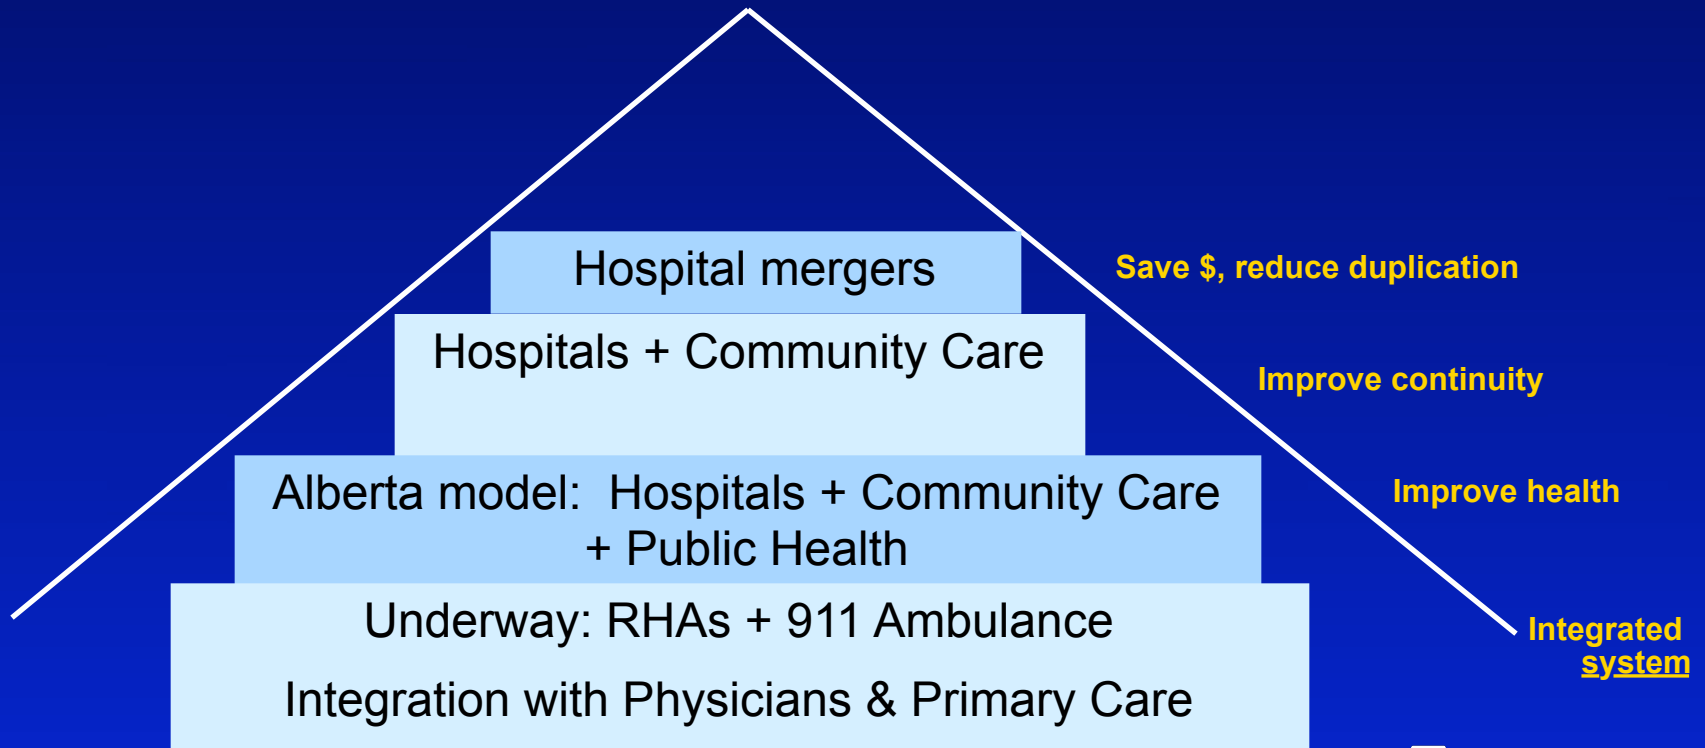 Hospital mergers
Save $, reduce duplication
Hospitals + Community Care
Improve continuity
Alberta model: Hospitals + Community Care
+ Public Health
Improve health
Underway: RHAs + 911 Ambulance
Integration with Physicians & Primary Care
Integrated
system